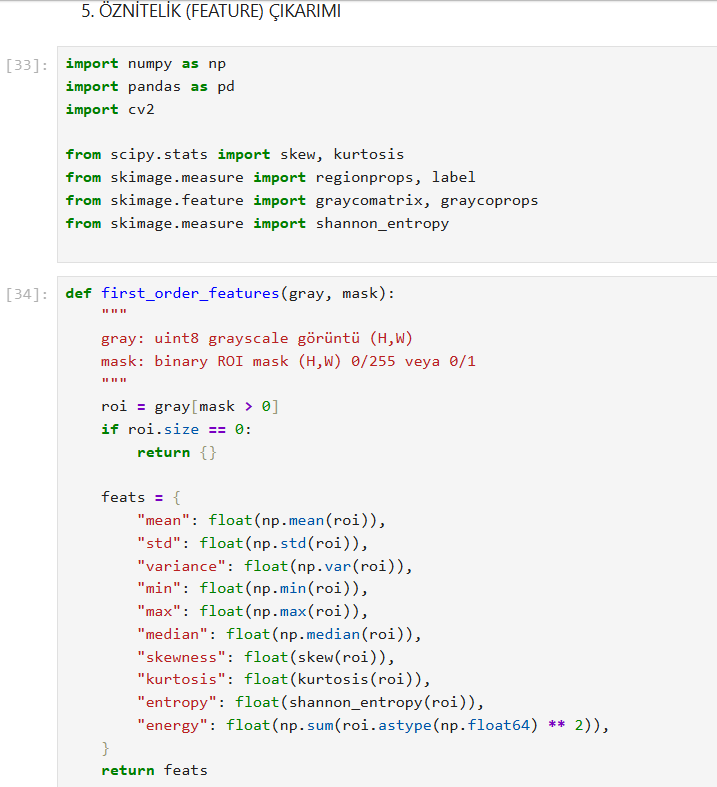 5. ÖZNİTELİK (FEATURE) ÇIKARIMI
[33]:
import numpy as np
import pandas as pd
import cv2

from scipy.stats import skew, kurtosis
from skimage.measure import regionprops, label
from skimage.feature import graycomatrix, graycoprops
from skimage.measure import shannon_entropy

[34]:
def first_order_features(gray, mask):
    """
    gray: uint8 grayscale görüntü (H,W)
    mask: binary ROI mask (H,W) 0/255 veya 0/1
    """
    roi = gray[mask > 0]
    if roi.size == 0:
        return {}

    feats = {
        "mean": float(np.mean(roi)),
        "std": float(np.std(roi)),
        "variance": float(np.var(roi)),
        "min": float(np.min(roi)),
        "max": float(np.max(roi)),
        "median": float(np.median(roi)),
        "skewness": float(skew(roi)),
        "kurtosis": float(kurtosis(roi)),
        "entropy": float(shannon_entropy(roi)),
        "energy": float(np.sum(roi.astype(np.float64) ** 2)),
    }
    return feats